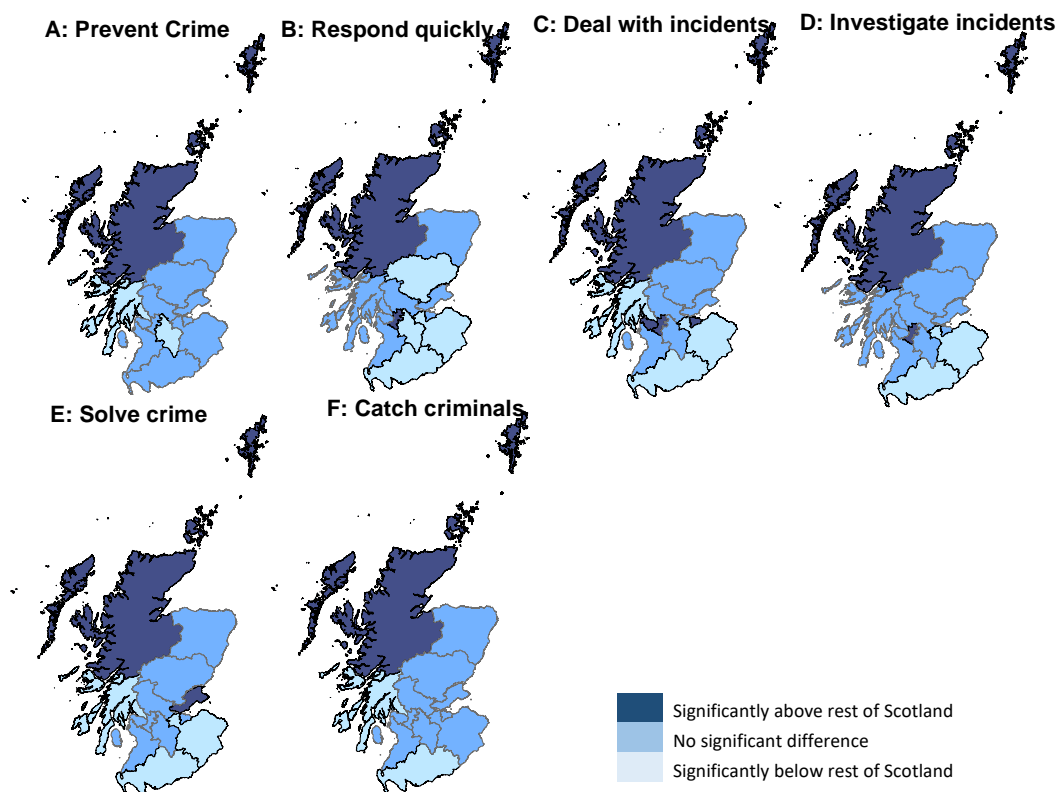 A: Prevent Crime
B: Respond quickly
C: Deal with incidents
D: Investigate incidents
E: Solve crime
F: Catch criminals
Significantly above rest of Scotland
No significant difference
Significantly below rest of Scotland